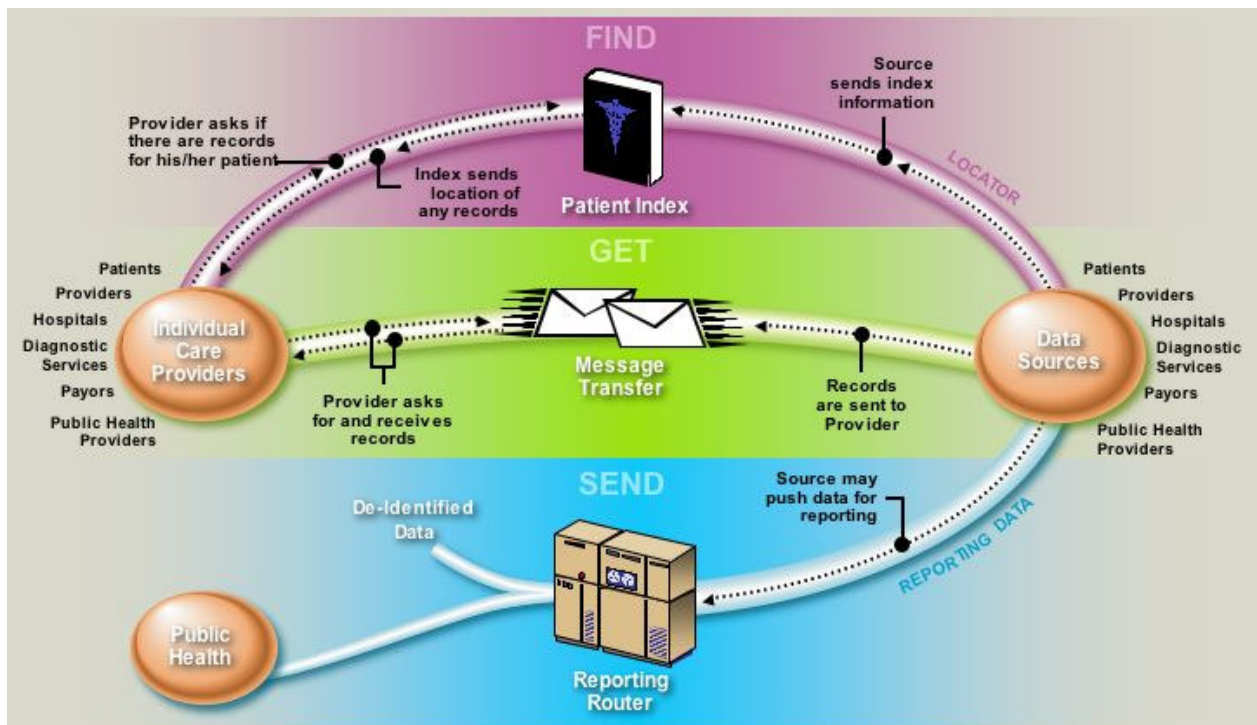 FIND
Source
sends index
information
Provider asks if
there are records
for his/her patient
Index sends
location of
any records
Patient Index
LOCATOR
GET
Patients
Providers
Hospitals
Diagnostic
Services
Payors
Public Health
Providers
Individual
Care
Providers
Message
Transfer
Provider asks
for and receives
records
Records
are sent to
Provider
Data
Sources
Patients
Providers
Hospitals
Diagnostic
Services
Payors
Public Health
Providers
SEND
Source may
push data for
reporting
REPORTING DATA
De-Identified
Data
Public
Health
Reporting
Router